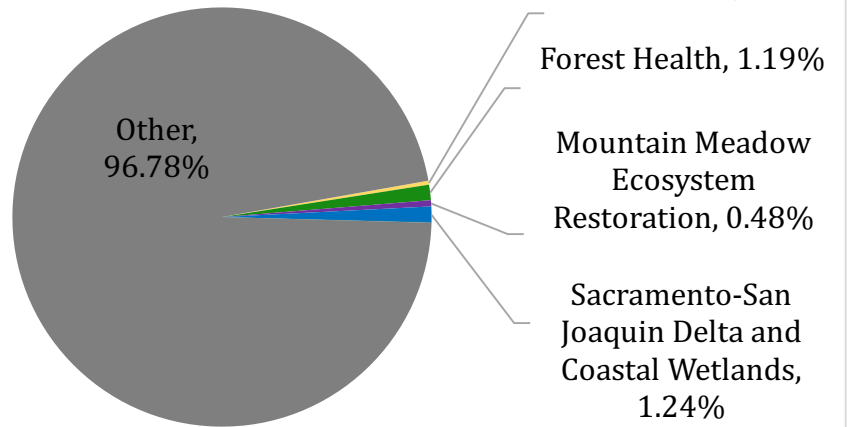 Forest Health, 1.19%
Other,
96.78%
Mountain Meadow
Ecosystem
Restoration, 0.48%
Sacramento-San
Joaquin Delta and
Coastal Wetlands,
1.24%